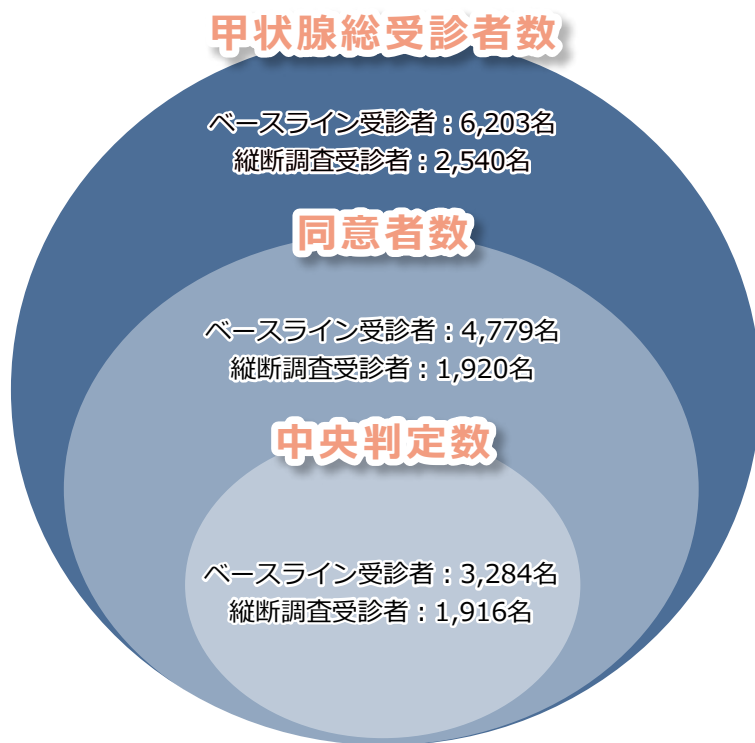 甲状腺総受診者数
ベースライン受診者：6,203名
縦断調査受診者：2,540名
同意者数
ベースライン受診者：4,779名
縦断調査受診者：1,920名
中央判定数
ベースライン受診者：3,284名
縦断調査受診者：1,916名